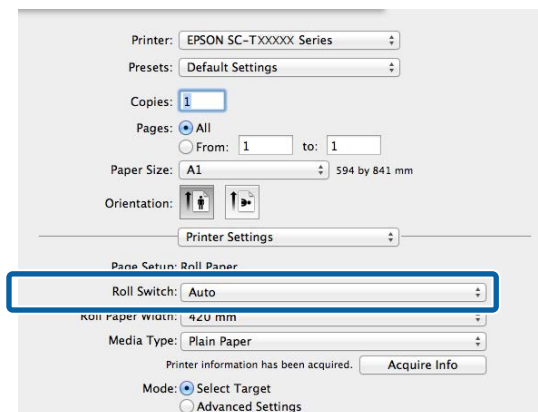 Printer: EPSON SC-TXXXXX Series
Presets: Default Settings
Copies: 1
Pages: All
From: 1 to: 1
Paper Size: A1 594 by 841 mm
Orientation:
Printer Settings
Page Setup: Roll Paper
Roll Switch: Auto
Roll Paper Width: 420 mm
Media Type: Plain Paper
Printer information has been acquired. Acquire Info
Mode: Select Target
Advanced Settings